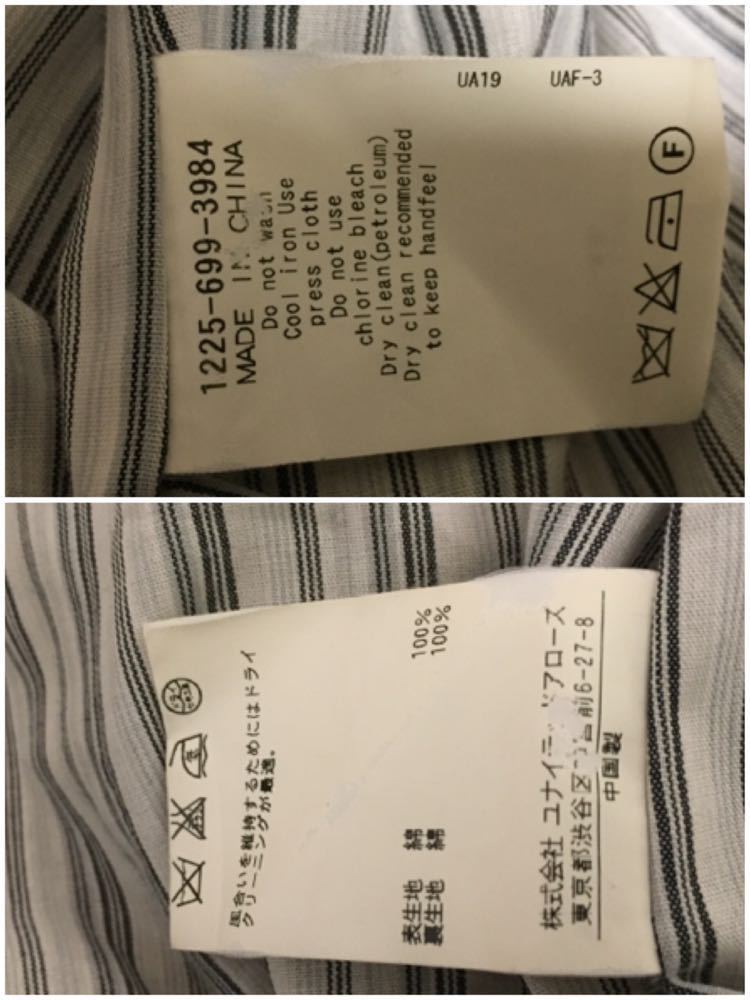 1225-699-3984
MADE IN CHINA
Do not wash
Cool iron Use
press cloth
Do not use
chlorine bleach
Dry clean(petroleum)
Dry clean recommended
to keep handfeel
UA19 UAF-3
F
風合いを維持するためにはドライ
クリーニングが最適。
表生地 綿 100%
裏生地 綿 100%
株式会社 ユナイテッドアローズ
東京都渋谷区神宮前6-27-8
中国製